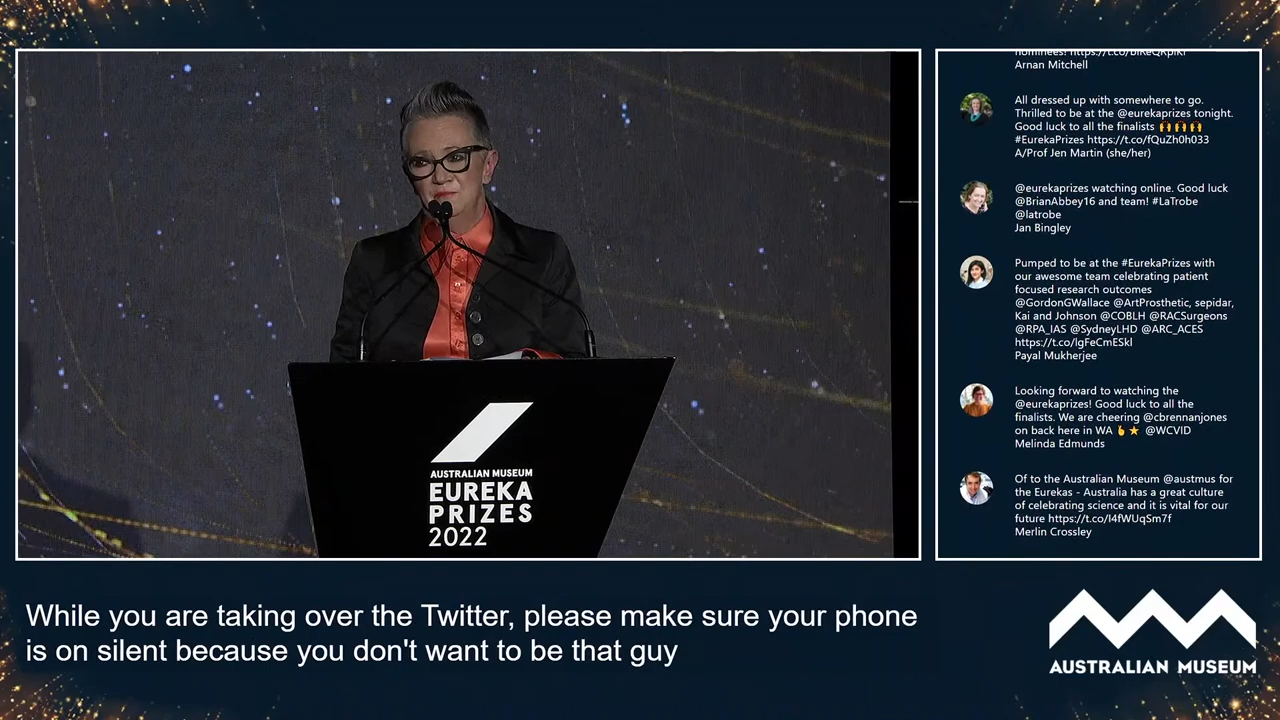 AUSTRALIAN MUSEUM
EUREKA
PRIZES
2022
Arnan Mitchell
All dressed up with somewhere to go.
Thrilled to be at the @eurekaprizes tonight.
Good luck to all the finalists 🙌🙌🙌
#EurekaPrizes https://t.co/fQuZh0h033
A/Prof Jen Martin (she/her)
@eurekaprizes watching online. Good luck
@BrianAbbey16 and team! #LaTrobe
@latrobe
Jan Bingley
Pumped to be at the #EurekaPrizes with
our awesome team celebrating patient
focused research outcomes
@GordonGWallace @ArtProsthetic, sepidar,
Kai and Johnson @COBLH @RACSurgeons
@RPA_IAS @SydneyLHD @ARC_ACES
https://t.co/lgFeCmESkl
Payal Mukherjee
Looking forward to watching the
@eurekaprizes! Good luck to all the
finalists. We are cheering @cbrennanjones
on back here in WA 🤞⭐ @WCVID
Melinda Edmunds
Of to the Australian Museum @austmus for
the Eurekas - Australia has a great culture
of celebrating science and it is vital for our
future https://t.co/I4fWUqSm7f
Merlin Crossley
While you are taking over the Twitter, please make sure your phone
is on silent because you don't want to be that guy
AUSTRALIAN MUSEUM